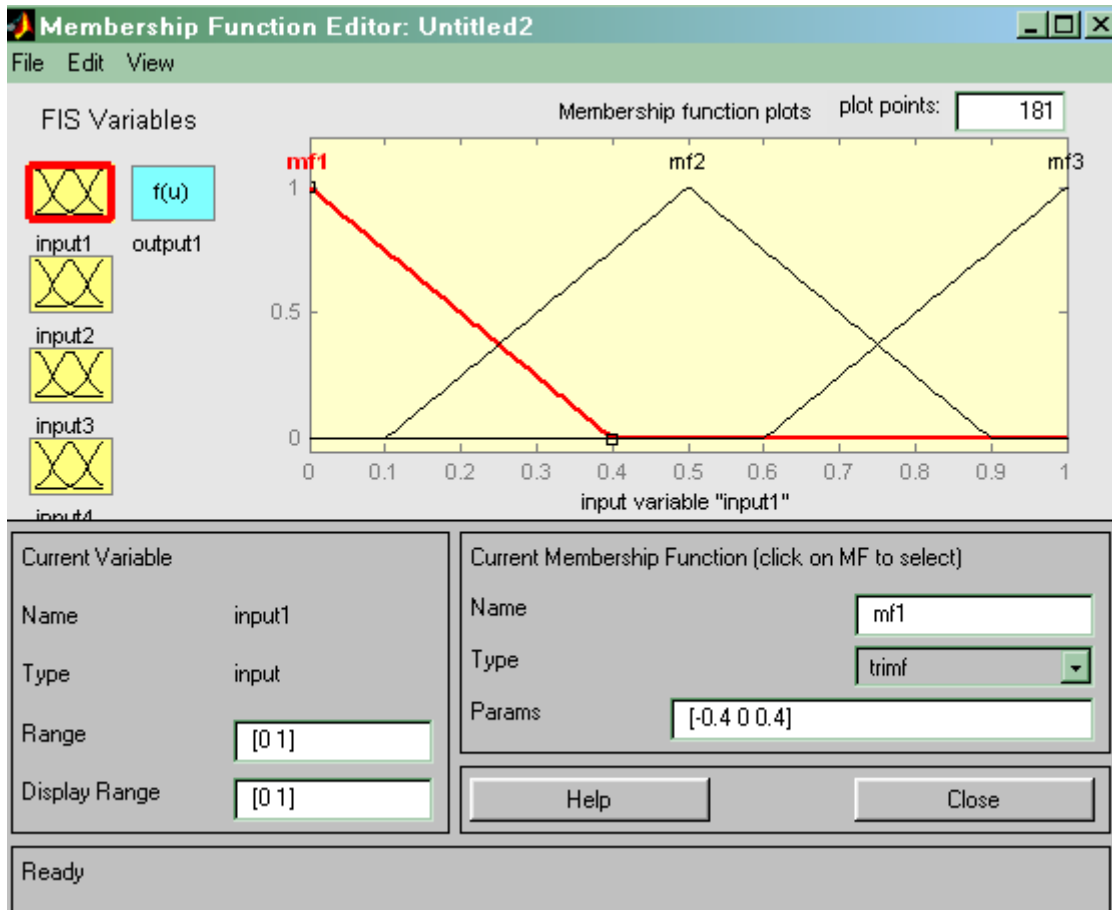 Membership Function Editor: Untitled2
File Edit View
FIS Variables
Membership function plots plot points: 181
f(u)
input1 output1
input2
input3
input4
mf1 mf2 mf3
1
0.5
0
0 0.1 0.2 0.3 0.4 0.5 0.6 0.7 0.8 0.9 1
input variable "input1"
Current Variable
Name input1
Type input
Range [0 1]
Display Range [0 1]
Current Membership Function (click on MF to select)
Name mf1
Type trimf
Params [-0.4 0 0.4]
Help Close
Ready